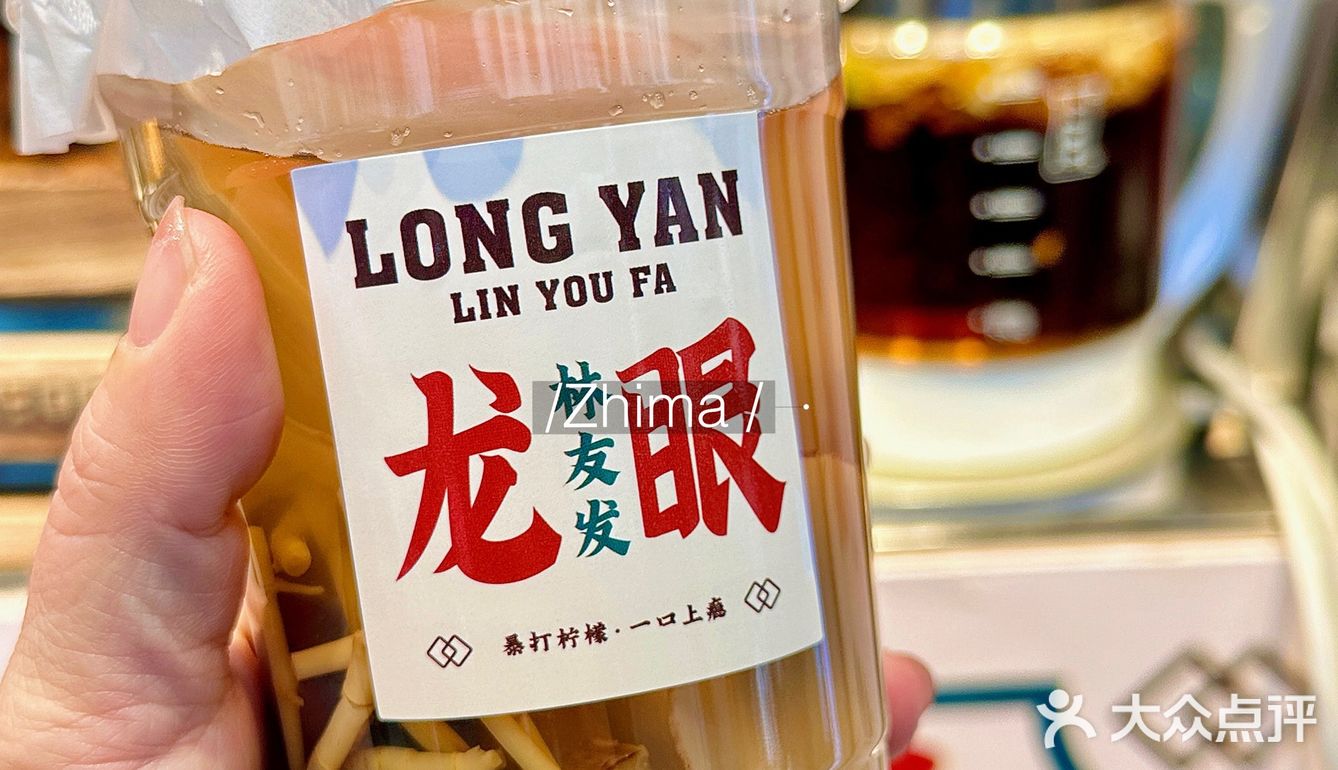 LONG YAN
LIN YOU FA
龙眼
林友发
/Zhima /
暴打柠檬·一口上瘾
大众点评